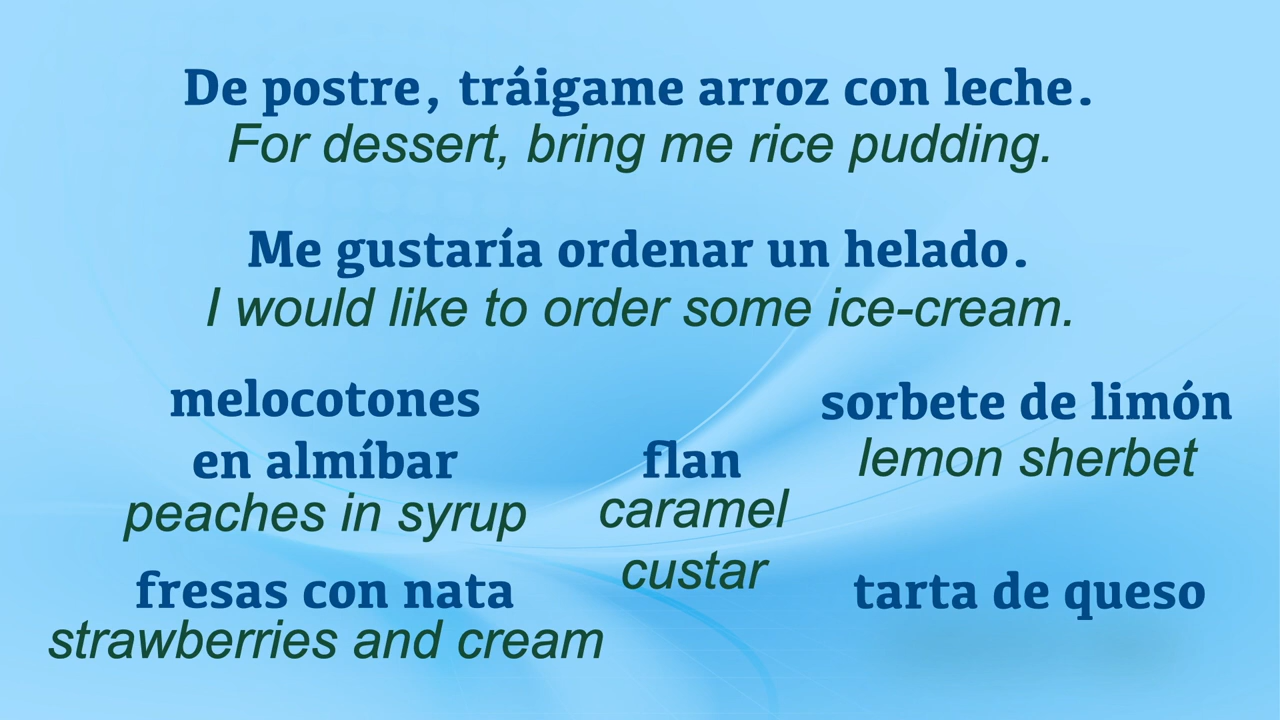 De postre, tráigame arroz con leche.
For dessert, bring me rice pudding.
Me gustaría ordenar un helado.
I would like to order some ice-cream.
melocotones
en almíbar
peaches in syrup
fresas con nata
strawberries and cream
flan
caramel
custar
sorbete de limón
lemon sherbet
tarta de queso